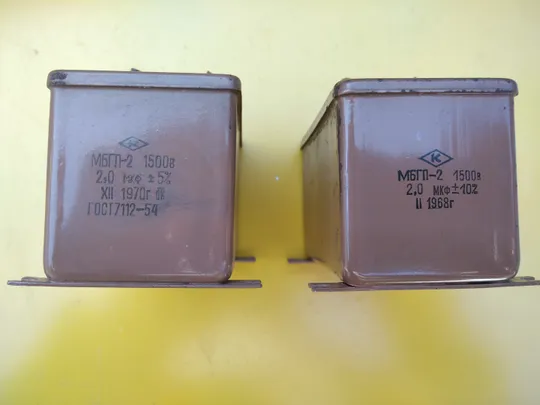 К
МБГП-2 1500в
2,0 мкф ±5%
XII 1970г
ГОСТ7112-54
К
МБГП-2 1500в
2,0 мкф ±10%
II 1968г